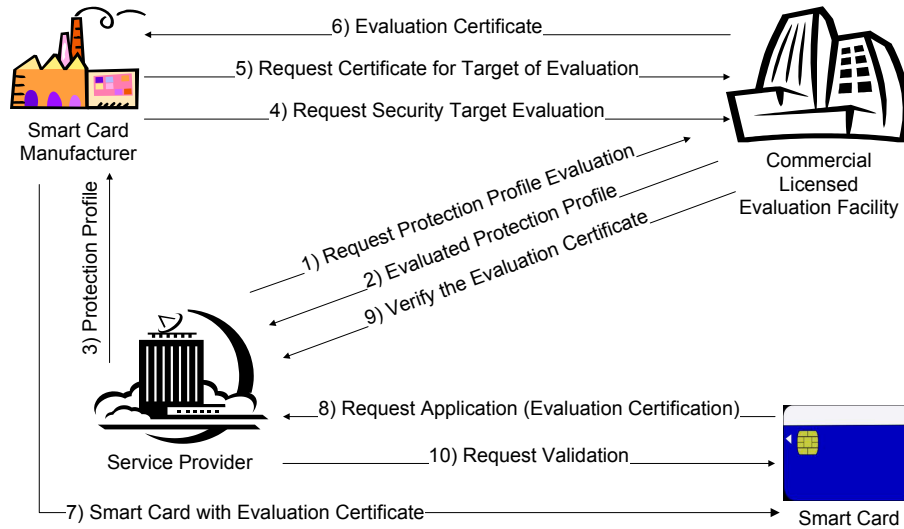 6) Evaluation Certificate
5) Request Certificate for Target of Evaluation
4) Request Security Target Evaluation
Smart Card
Manufacturer
Commercial
Licensed
Evaluation Facility
3) Protection Profile
1) Request Protection Profile Evaluation
2) Evaluated Protection Profile
9) Verify the Evaluation Certificate
8) Request Application (Evaluation Certification)
Service Provider
10) Request Validation
7) Smart Card with Evaluation Certificate
Smart Card